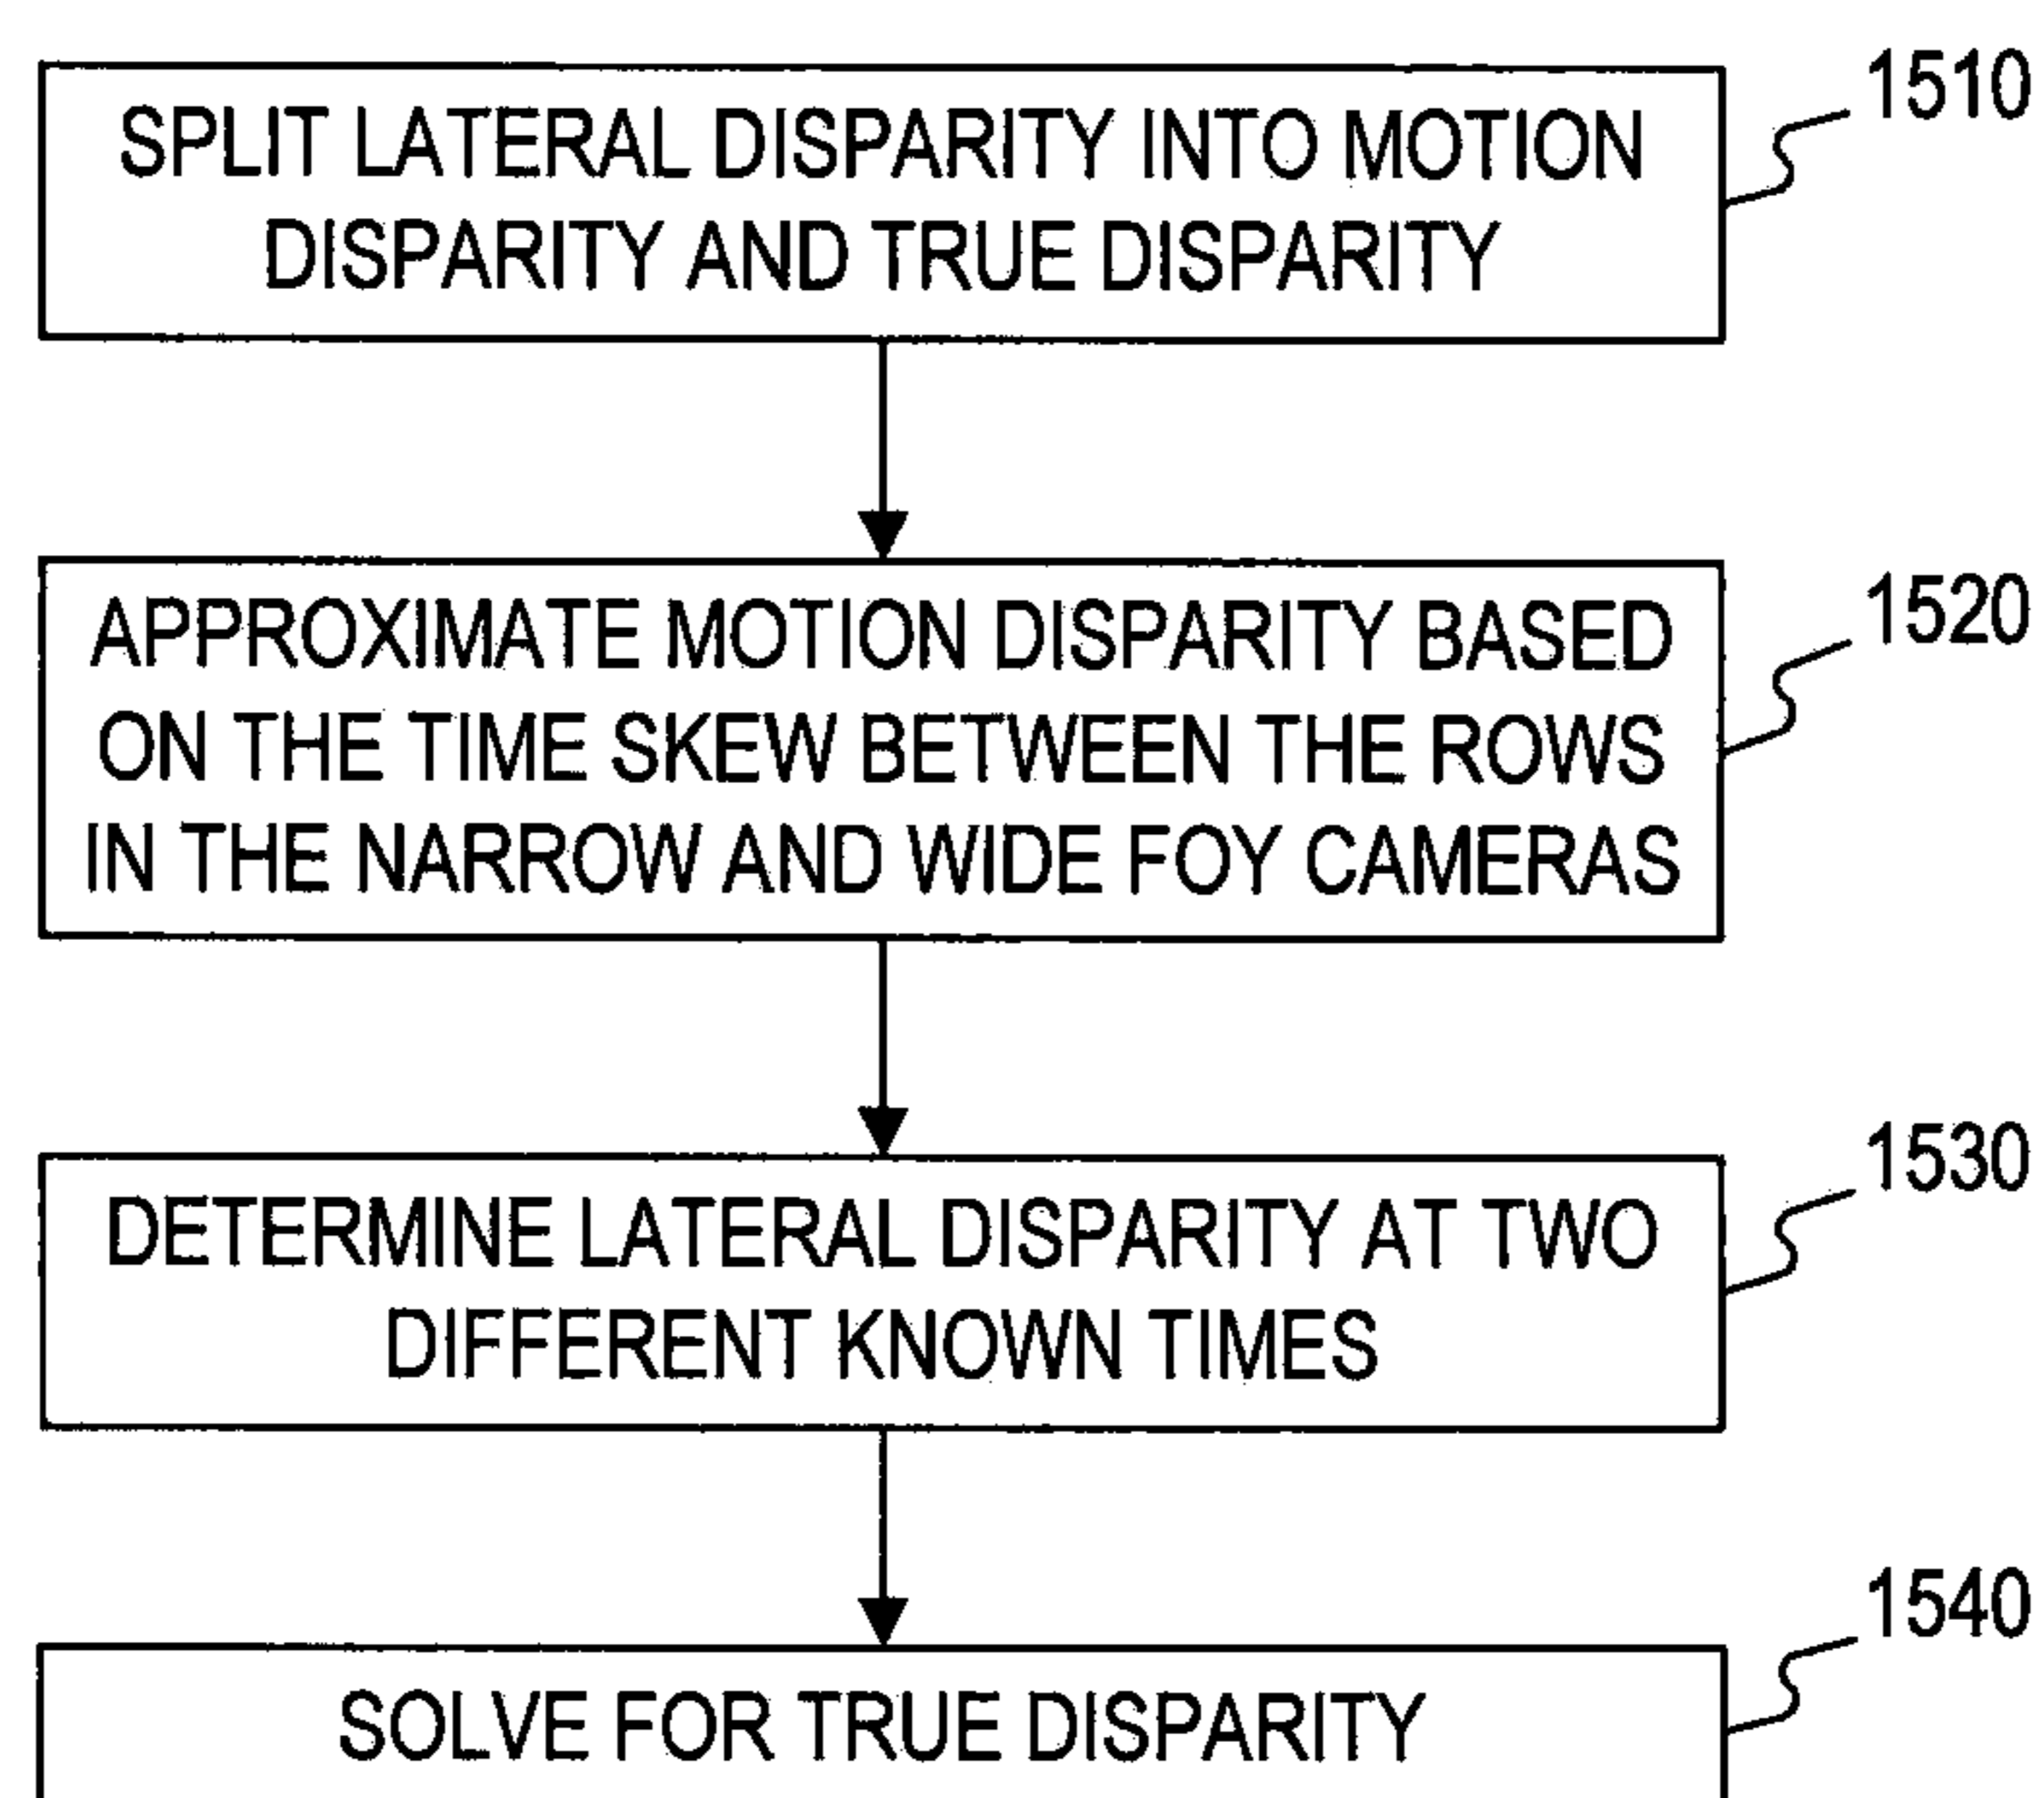 SPLIT LATERAL DISPARITY INTO MOTION
DISPARITY AND TRUE DISPARITY
1510
APPROXIMATE MOTION DISPARITY BASED
ON THE TIME SKEW BETWEEN THE ROWS
IN THE NARROW AND WIDE FOY CAMERAS
1520
DETERMINE LATERAL DISPARITY AT TWO
DIFFERENT KNOWN TIMES
1530
SOLVE FOR TRUE DISPARITY
1540